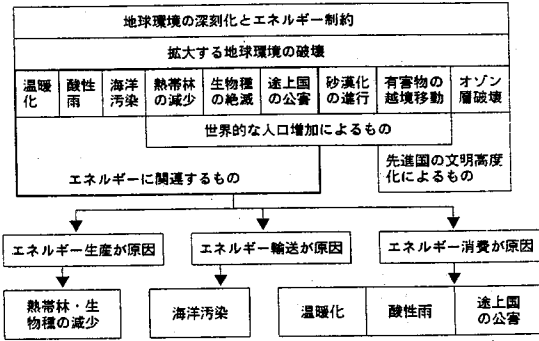 地球環境の深刻化とエネルギー制約
拡大する地球環境の破壊
温暖
化
酸性
雨
海洋
汚染
熱帯林
の減少
生物種
の絶滅
途上国
の公害
砂漠化
の進行
有害物の
越境移動
オゾン
層破壊
世界的な人口増加によるもの
エネルギーに関連するもの
先進国の文明高度
化によるもの
エネルギー生産が原因
エネルギー輸送が原因
エネルギー消費が原因
熱帯林・生
物種の減少
海洋汚染
温暖化
酸性雨
途上国
の公害